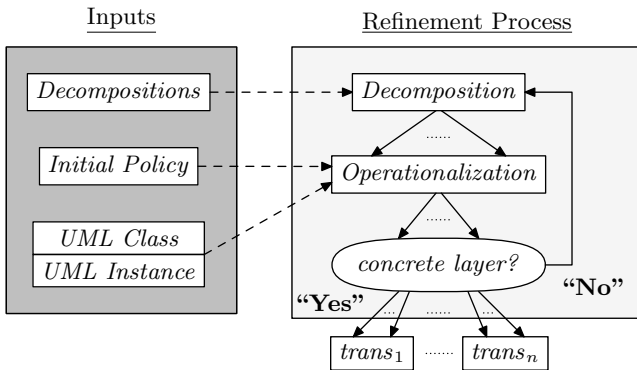 Inputs
Refinement Process
Decompositions
Decomposition
......
Initial Policy
Operationalization
......
UML Class
UML Instance
concrete layer?
“Yes”
“No”
... ...... ...
trans1 ....... transn